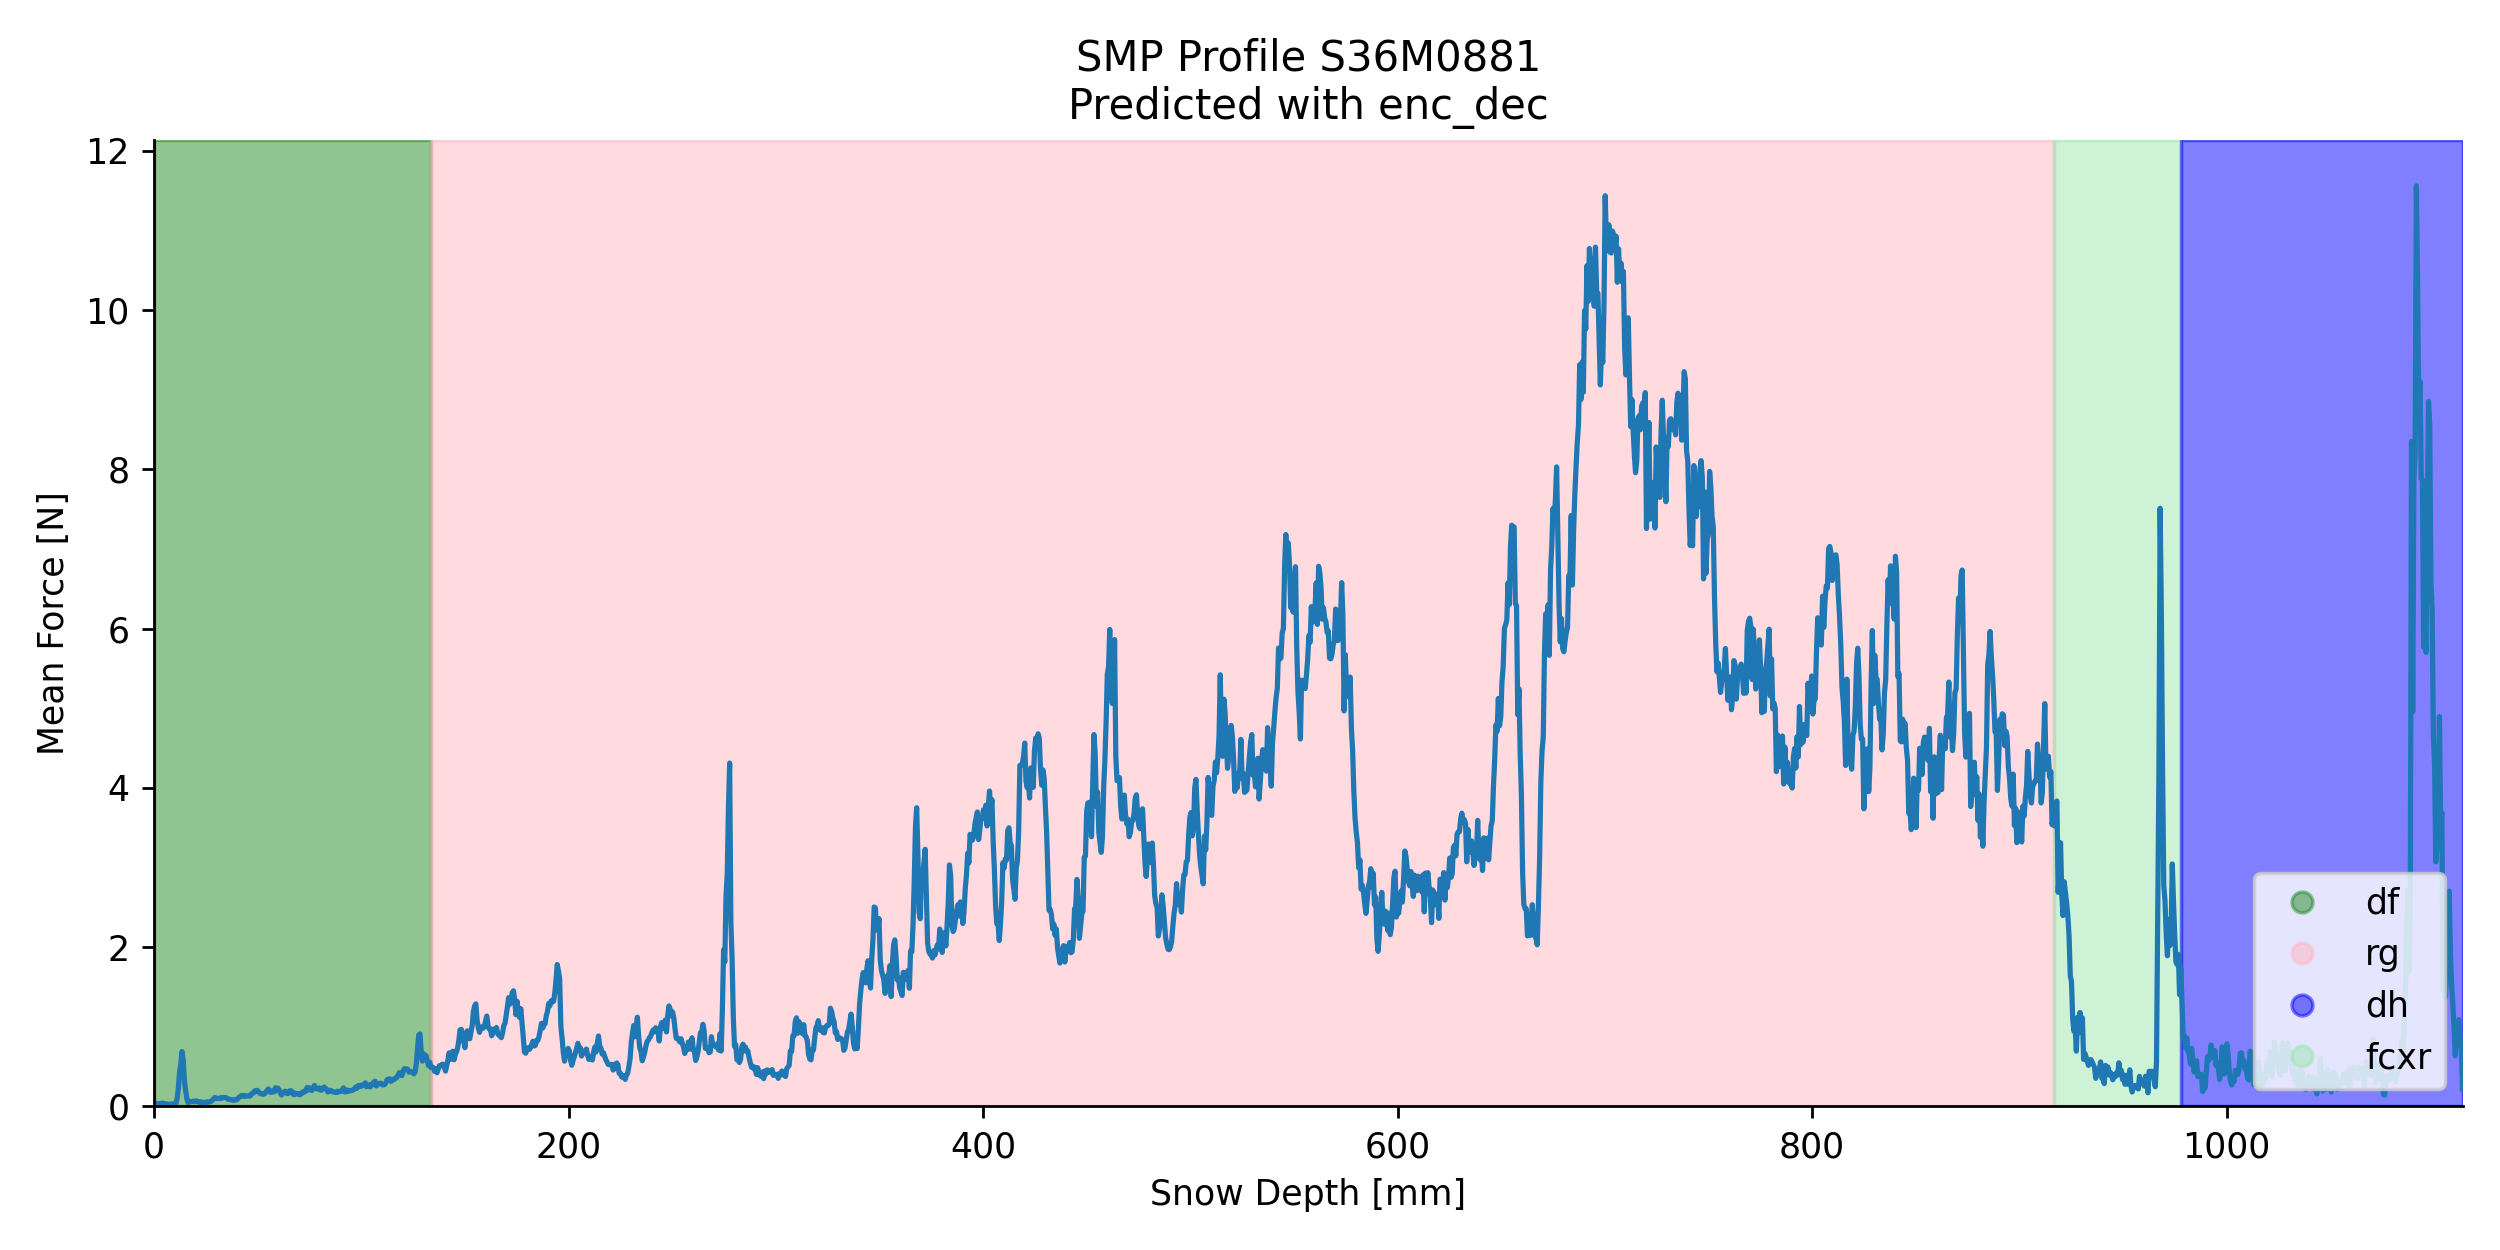 SMP Profile S36M0881
Predicted with enc_dec
12
10
8
6
4
2
0
Mean Force [N]
df
rg
dh
fcxr
0 200 400 600 800 1000
Snow Depth [mm]